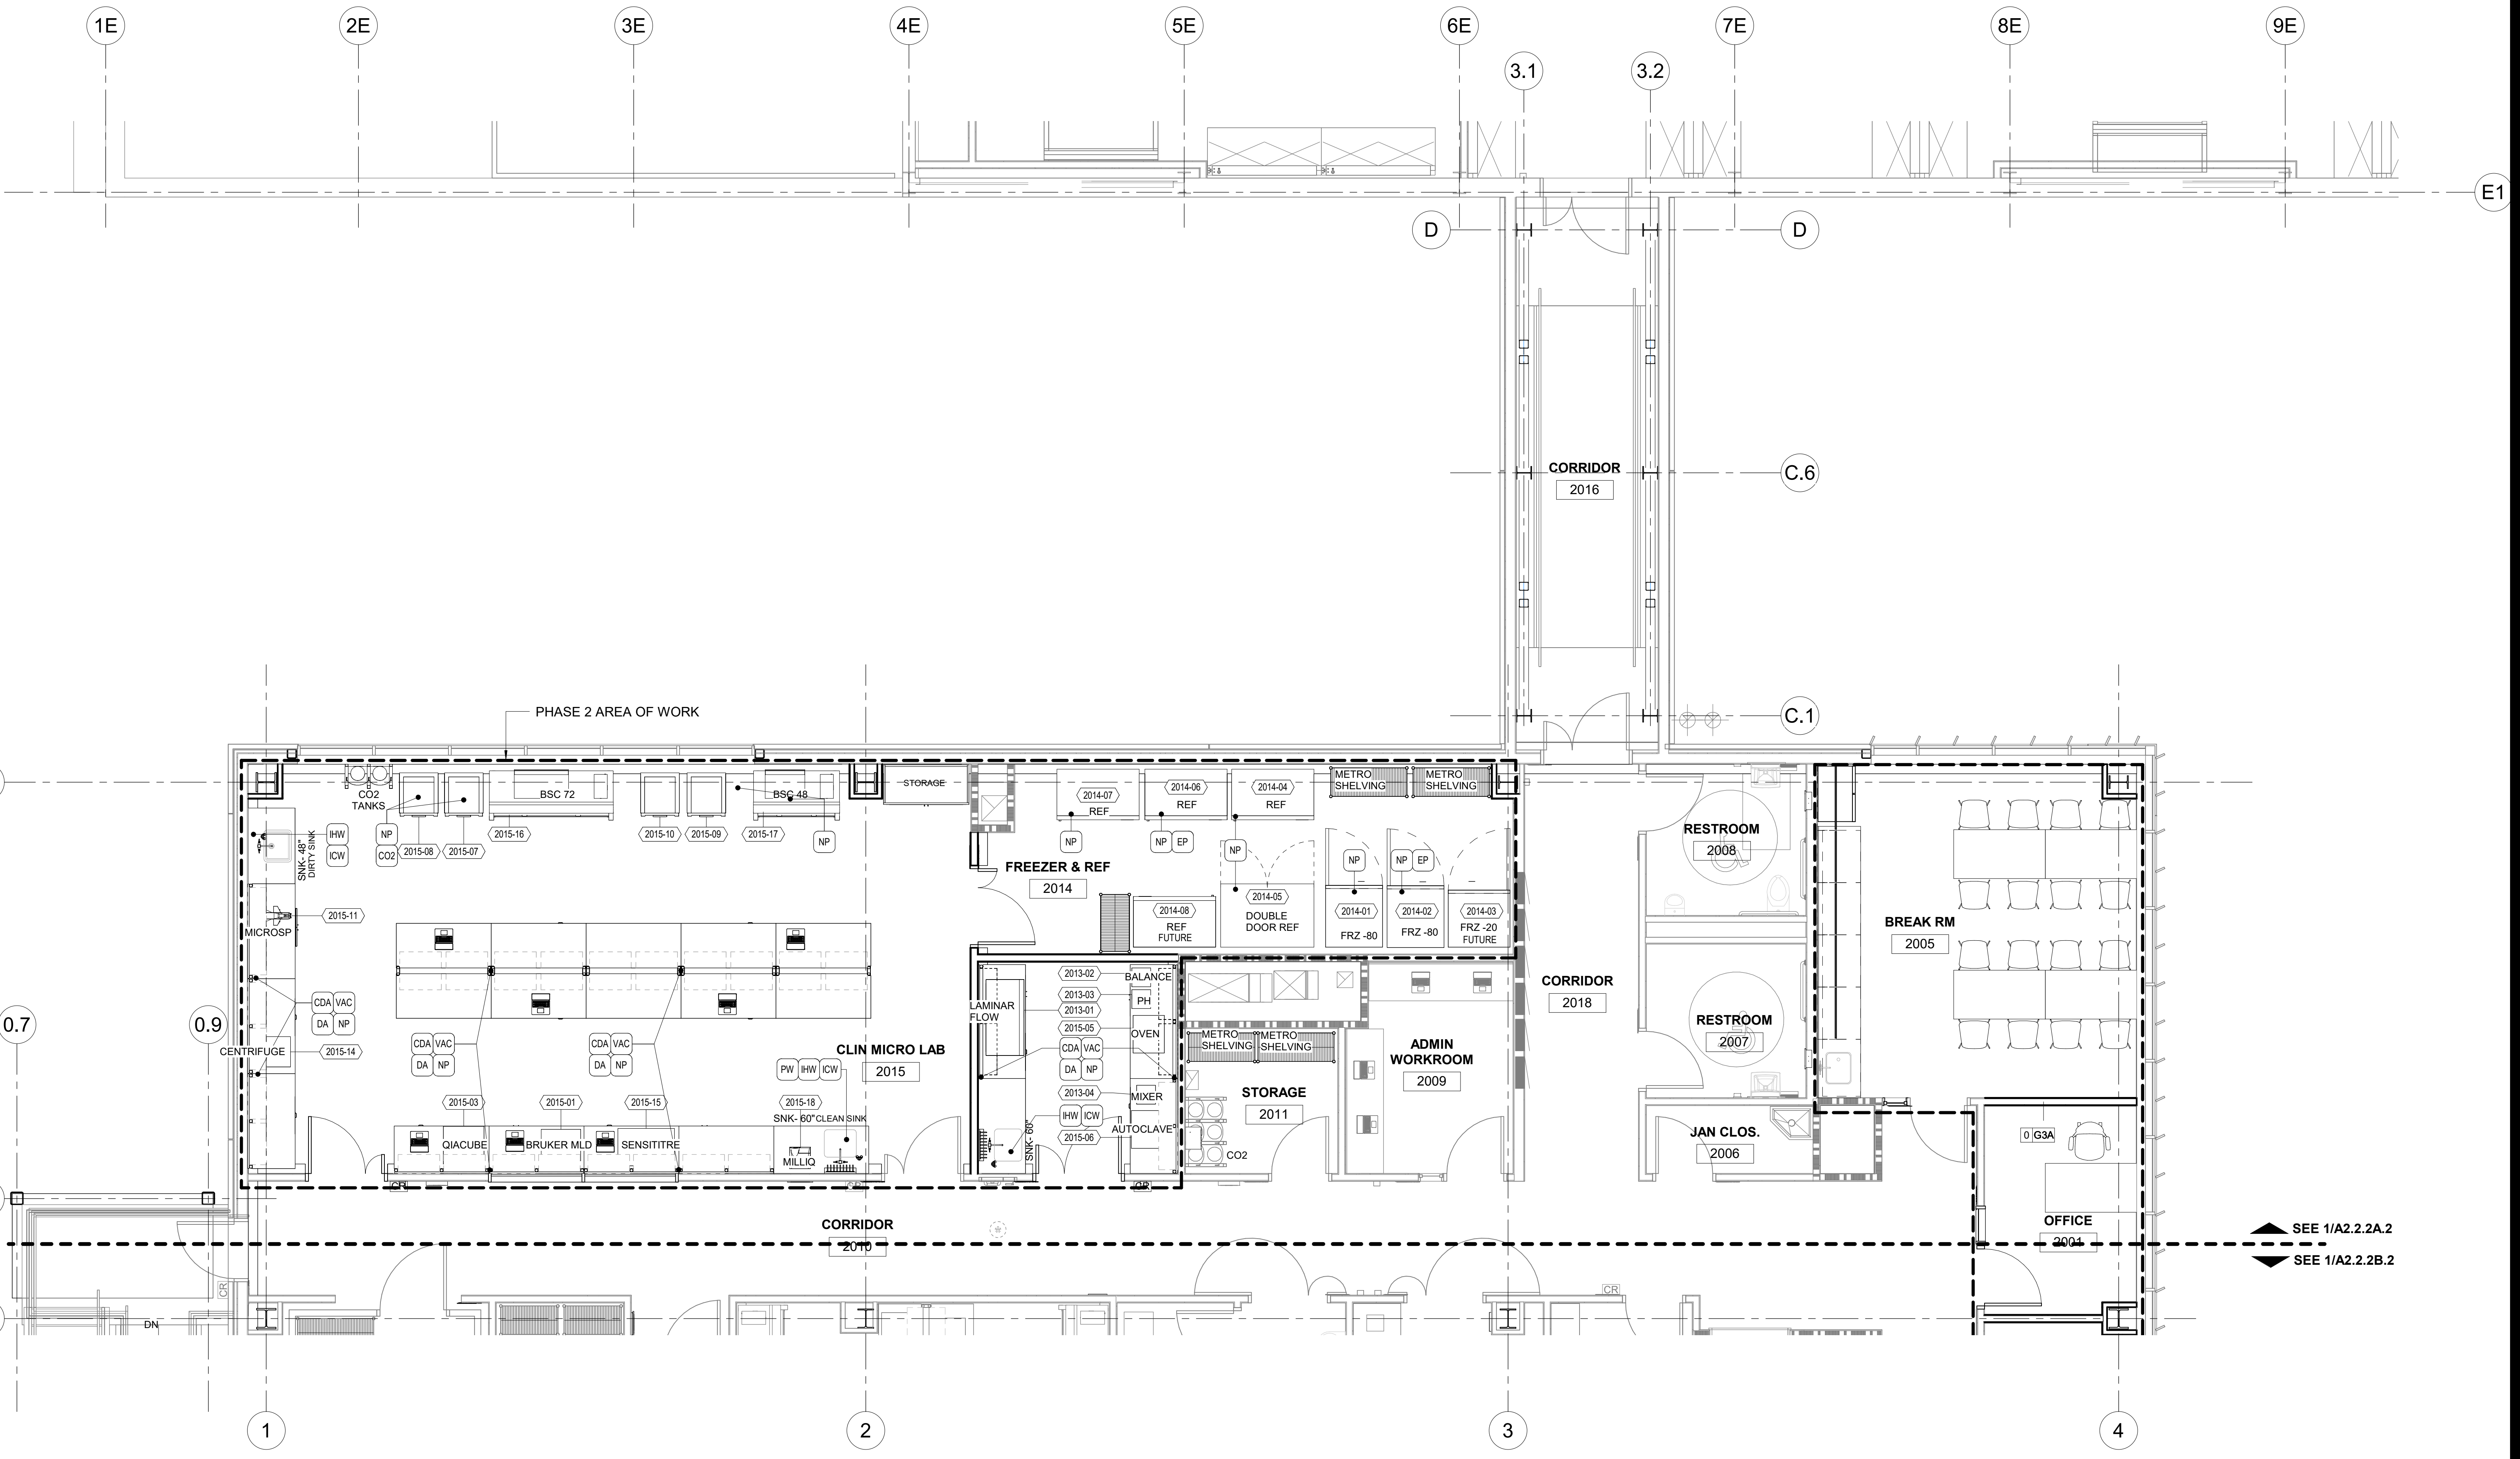 1E
2E
3E
4E
5E
6E
7E
8E
9E
3.1
3.2
E1
D
D
CORRIDOR
2016
C.6
C.1
PHASE 2 AREA OF WORK
CO2
TANKS
BSC 72
BSC 48
STORAGE
2014-07
REF
2014-06
REF
2014-04
REF
METRO
SHELVING
METRO
SHELVING
SNK- 48"
DIRTY SINK
IHW
ICW
NP
CO2
2015-08
2015-07
2015-16
2015-10
2015-09
2015-17
NP
NP
NP EP
NP
NP
NP EP
FREEZER & REF
2014
2014-08
REF
FUTURE
2014-05
DOUBLE
DOOR REF
2014-01
FRZ -80
2014-02
FRZ -80
2014-03
FRZ -20
FUTURE
RESTROOM
2008
BREAK RM
2005
2015-11
MICROSP
CDA VAC
DA NP
CENTRIFUGE
2015-14
CDA VAC
DA NP
CDA VAC
DA NP
CLIN MICRO LAB
2015
PW IHW ICW
2015-03
2015-01
2015-15
2015-18
SNK- 60" CLEAN SINK
QIACUBE
BRUKER MLD
SENSITITRE
MILLIQ
LAMINAR
FLOW
2013-02
BALANCE
2013-03
PH
2013-01
2015-05
OVEN
CDA VAC
DA NP
2013-04
MIXER
IHW ICW
2015-06
AUTOCLAVE
SNK- 60"
METRO
SHELVING
METRO
SHELVING
STORAGE
2011
CO2
ADMIN
WORKROOM
2009
CORRIDOR
2018
RESTROOM
2007
JAN CLOS.
2006
0 G3A
OFFICE
2001
0.7
0.9
CR
CR
CR
CORRIDOR
2010
SEE 1/A2.2.2A.2
SEE 1/A2.2.2B.2
CR
CR
DN
1
2
3
4